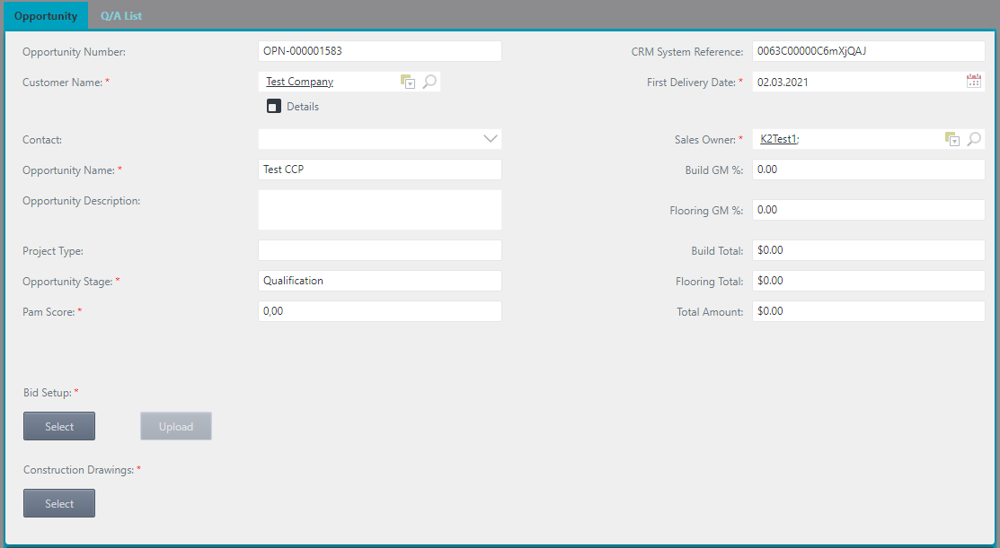 Opportunity
Q/A List
Opportunity Number: OPN-000001583
CRM System Reference: 0063C00000C6mXjQAJ
Customer Name: * Test Company
First Delivery Date: * 02.03.2021
Details
Contact:
Sales Owner: * K2Test1;
Opportunity Name: * Test CCP
Build GM %: 0.00
Opportunity Description:
Flooring GM %: 0.00
Project Type:
Build Total: $0.00
Opportunity Stage: * Qualification
Flooring Total: $0.00
Pam Score: * 0,00
Total Amount: $0.00
Bid Setup: *
Select
Upload
Construction Drawings: *
Select